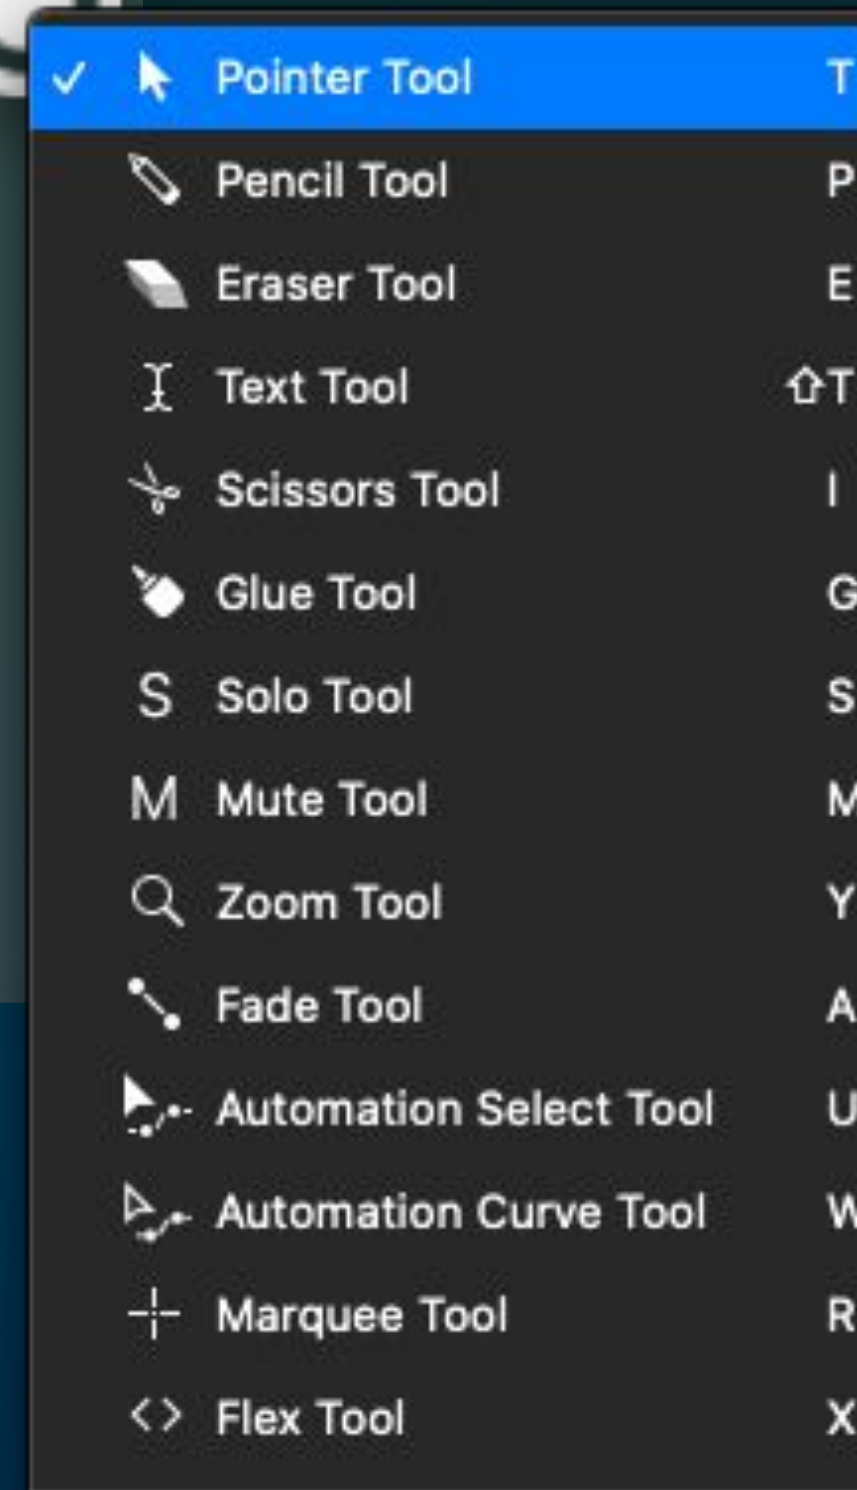 ✓ Pointer Tool T
Pencil Tool P
Eraser Tool E
Text Tool ⇧T
Scissors Tool I
Glue Tool G
S Solo Tool S
M Mute Tool M
Zoom Tool Y
Fade Tool A
Automation Select Tool U
Automation Curve Tool W
Marquee Tool R
<> Flex Tool X